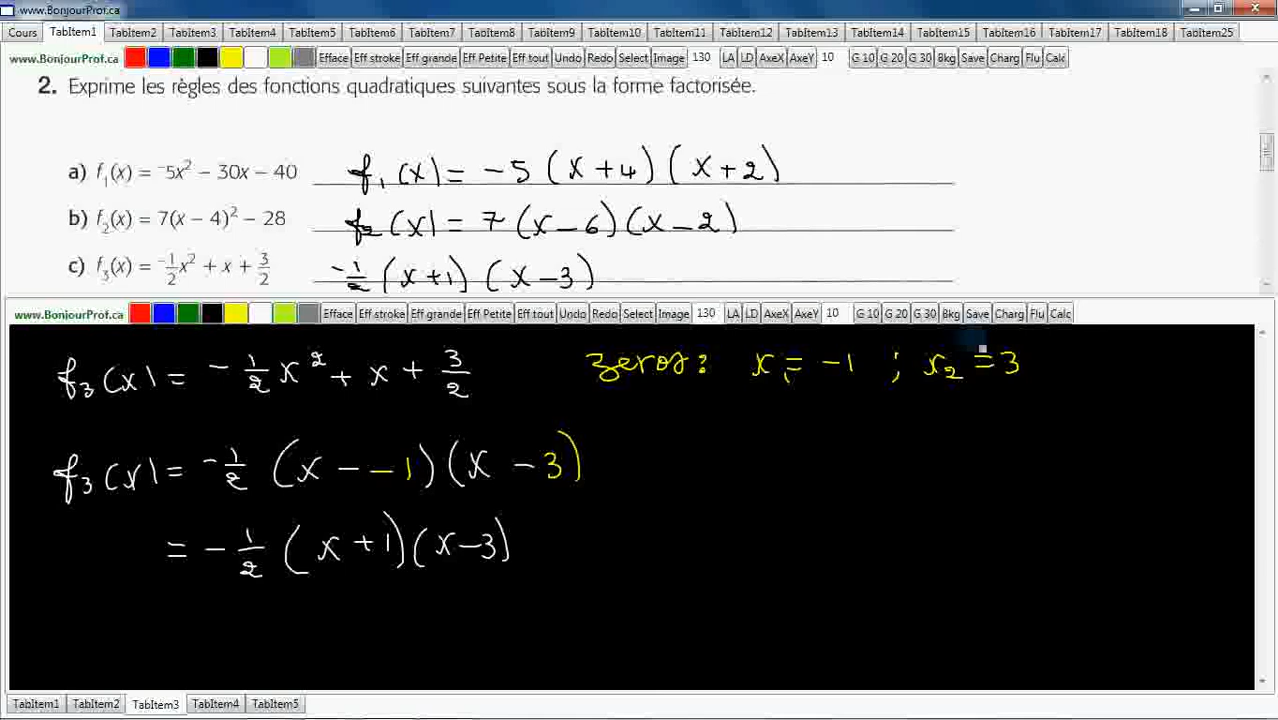 www.BonjourProf.ca
Cours TabItem1 TabItem2 TabItem3 TabItem4 TabItem5 TabItem6 TabItem7 TabItem8 TabItem9 TabItem10 TabItem11 TabItem12 TabItem13 TabItem14 TabItem15 TabItem16 TabItem17 TabItem18 TabItem25
www.BonjourProf.ca Efface Eff stroke Eff grande Eff Petite Eff tout Undo Redo Select Image 130 LA LD AxeX AxeY 10 G 10 G 20 G 30 Bkg Save Charg Flu Calc
2. Exprime les règles des fonctions quadratiques suivantes sous la forme factorisée.
a) f₁(x) = ⁻5x² − 30x − 40 f₁(x) = −5(x+4)(x+2)
b) f₂(x) = 7(x − 4)² − 28 f₂(x) = 7(x−6)(x−2)
c) f₃(x) = ⁻1/2x² + x + 3/2 −1/2(x+1)(x−3)
www.BonjourProf.ca Efface Eff stroke Eff grande Eff Petite Eff tout Undo Redo Select Image 130 LA LD AxeX AxeY 10 G 10 G 20 G 30 Bkg Save Charg Flu Calc
f₃(x) = −1/2x² + x + 3/2 zeros: x₁ = −1 ; x₂ = 3
f₃(x) = −1/2(x − −1)(x − 3)
= −1/2(x+1)(x−3)
TabItem1 TabItem2 TabItem3 TabItem4 TabItem5